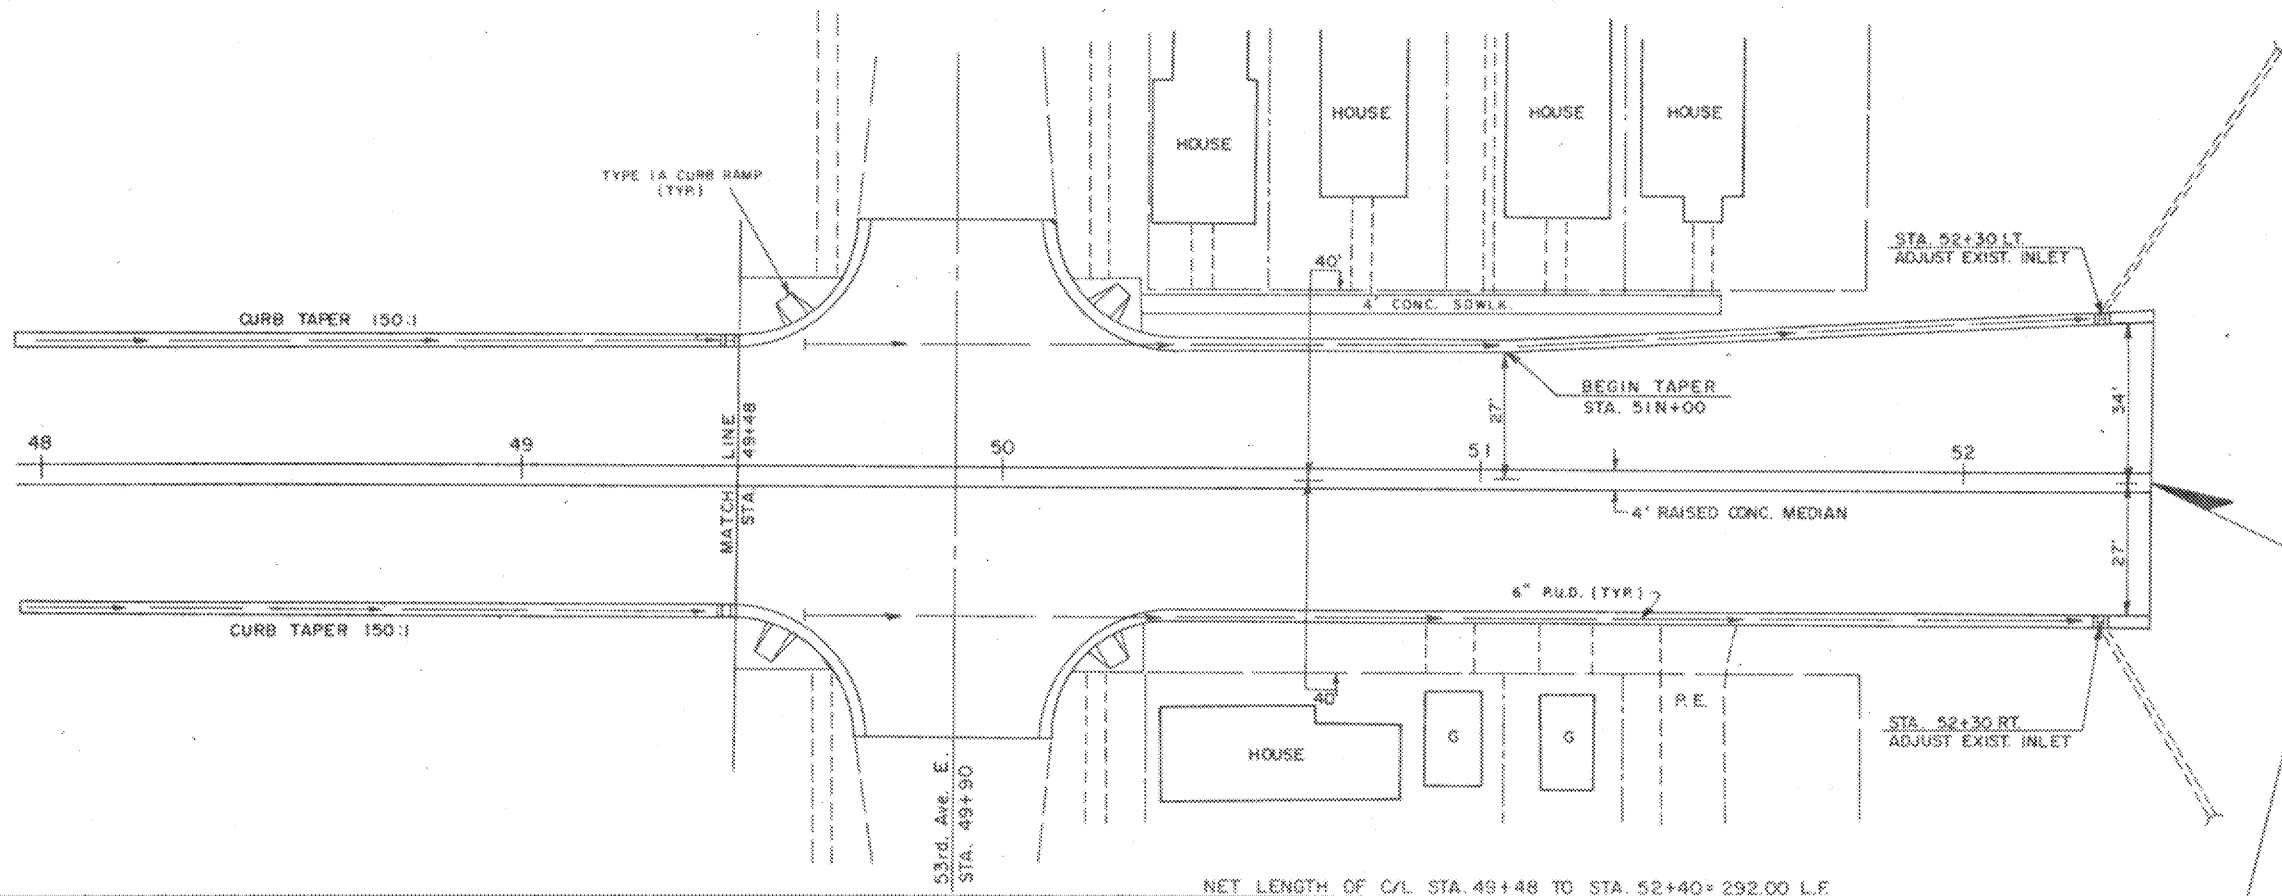 HOUSE
HOUSE
HOUSE
HOUSE
TYPE 1A CURB RAMP
(TYP.)
STA. 52+30 LT.
ADJUST EXIST. INLET
40'
4' CONC. SDWLK.
CURB TAPER 150:1
BEGIN TAPER
STA. 51N+00
27'
34'
MATCH LINE
STA. 49+48
48
49
50
51
52
4' RAISED CONC. MEDIAN
27'
6" P.U.D. (TYP.)
CURB TAPER 150:1
40'
P.E.
STA. 52+30 RT.
ADJUST EXIST. INLET
HOUSE
G
G
53rd. Ave. E.
STA. 49+90
NET LENGTH OF C/L STA. 49+48 TO STA. 52+40= 292.00 L.F.